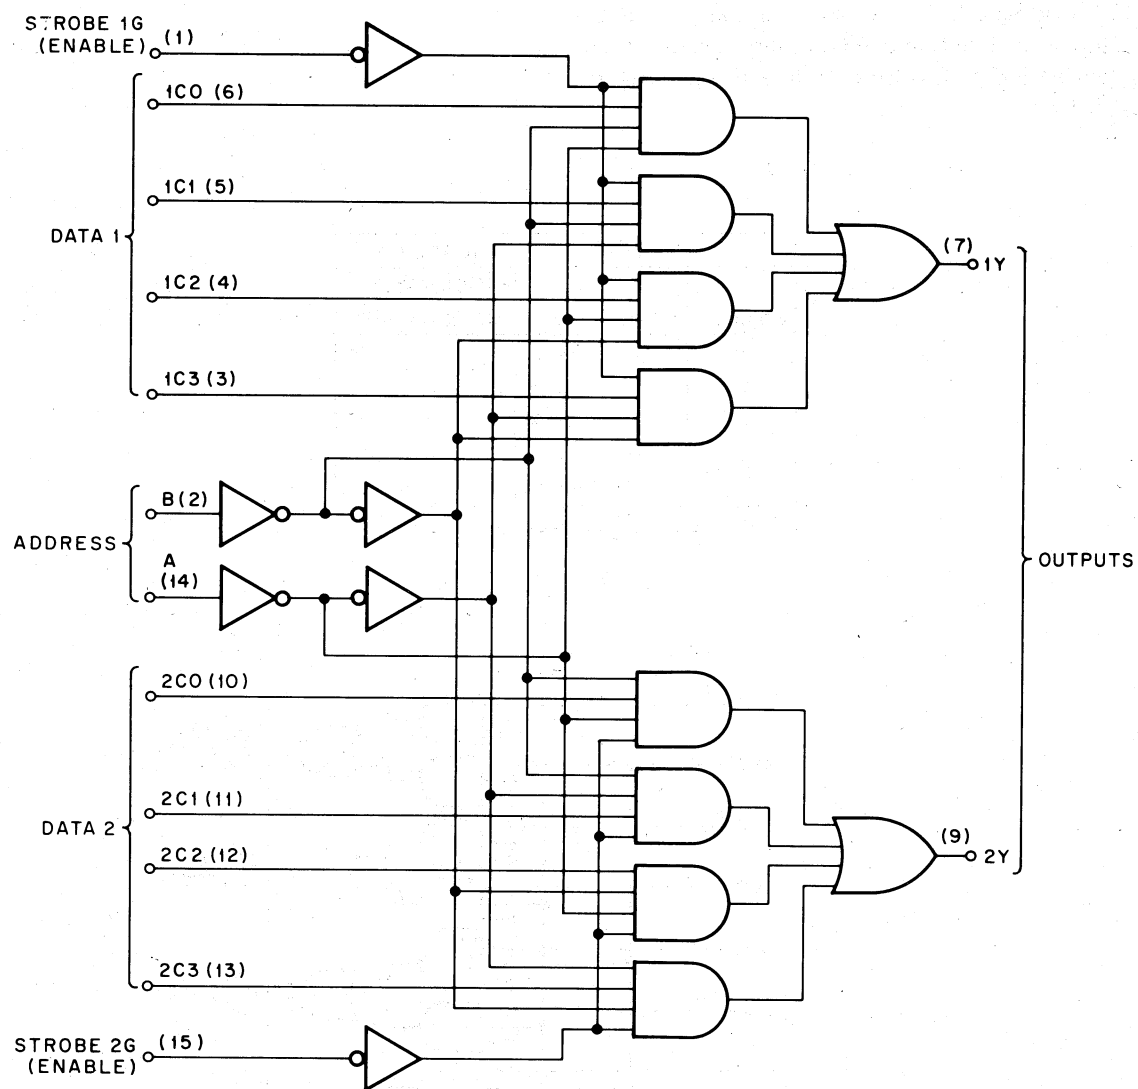 STROBE 1G
(ENABLE) (1)
1C0 (6)
1C1 (5)
DATA 1
(7)
1Y
1C2 (4)
1C3 (3)
B(2)
ADDRESS
A
(14)
OUTPUTS
2C0 (10)
2C1 (11)
DATA 2
(9)
2Y
2C2 (12)
2C3 (13)
STROBE 2G (15)
(ENABLE)